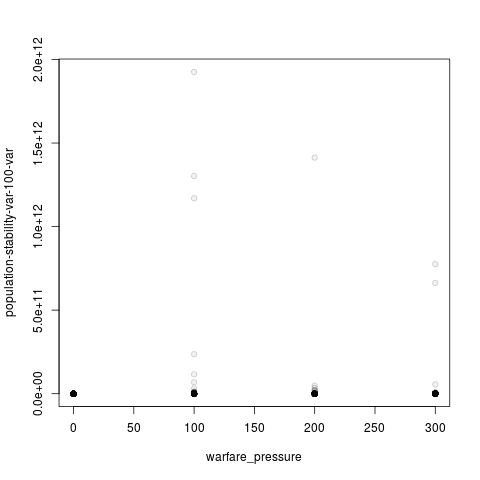 population-stability-var-100-var
2.0e+12
1.5e+12
1.0e+12
5.0e+11
0.0e+00
0 50 100 150 200 250 300
warfare_pressure